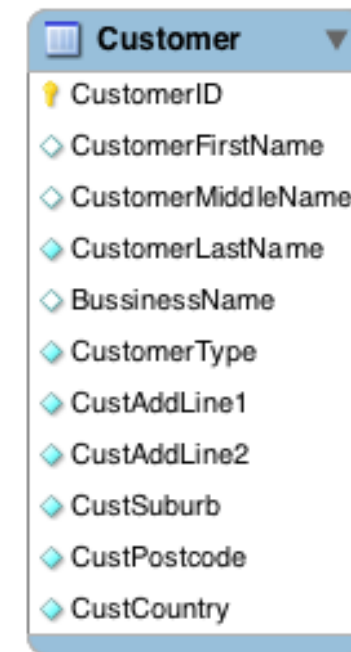 Customer
CustomerID
CustomerFirstName
CustomerMiddleName
CustomerLastName
BussinessName
CustomerType
CustAddLine1
CustAddLine2
CustSuburb
CustPostcode
CustCountry